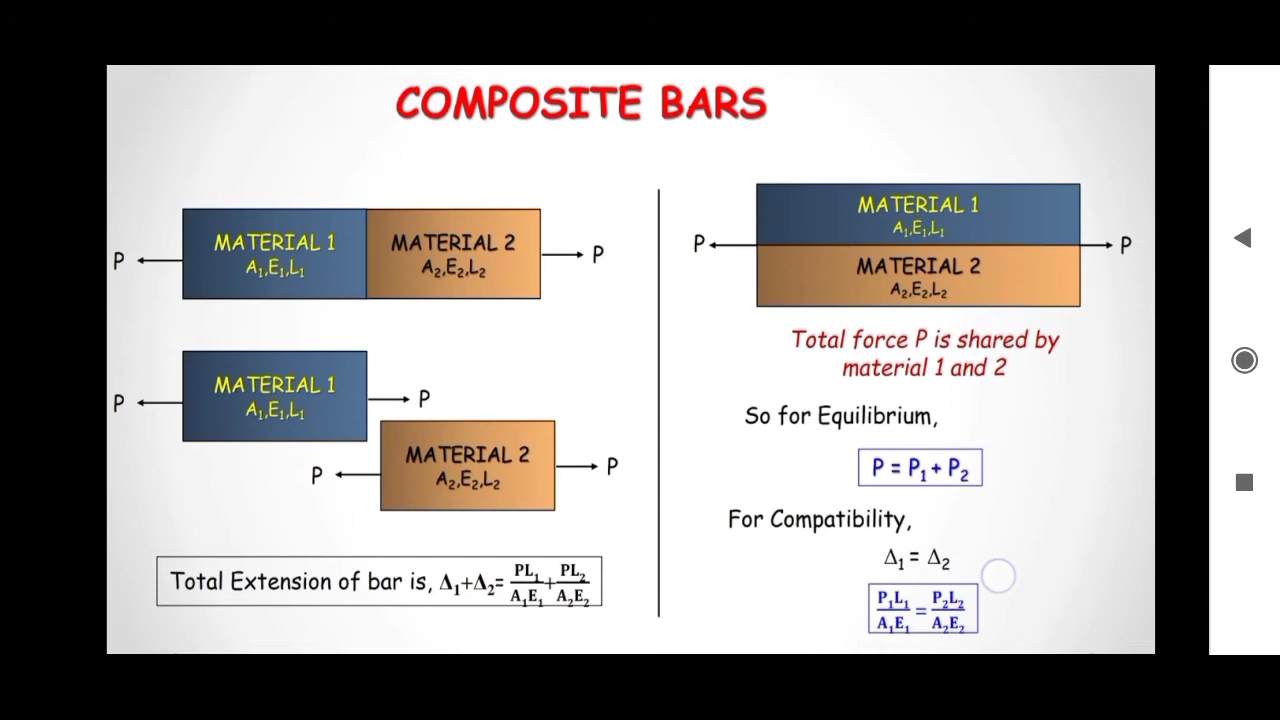 COMPOSITE BARS
P
MATERIAL 1
A₁,E₁,L₁
MATERIAL 2
A₂,E₂,L₂
P
P
MATERIAL 1
A₁,E₁,L₁
P
P
MATERIAL 2
A₂,E₂,L₂
P
Total Extension of bar is, Δ₁+Δ₂= PL₁/A₁E₁ + PL₂/A₂E₂
P
MATERIAL 1
A₁,E₁,L₁
MATERIAL 2
A₂,E₂,L₂
P
Total force P is shared by
material 1 and 2
So for Equilibrium,
P = P₁ + P₂
For Compatibility,
Δ₁ = Δ₂
P₁L₁/A₁E₁ = P₂L₂/A₂E₂